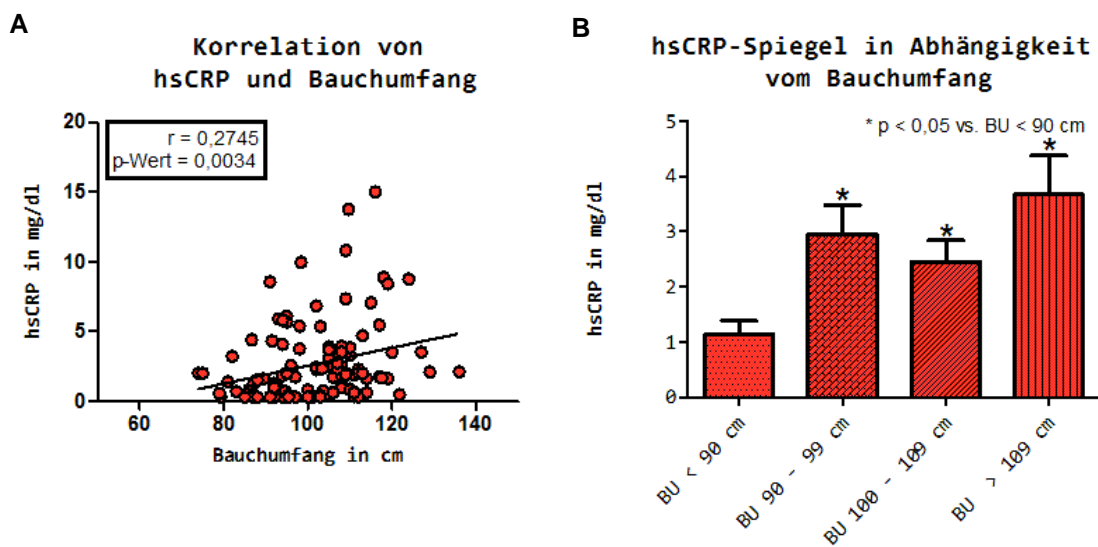 A
Korrelation von
hsCRP und Bauchumfang
r = 0,2745
p-Wert = 0,0034
hsCRP in mg/dl
20
15
10
5
0
60
80
100
120
140
Bauchumfang in cm
B
hsCRP-Spiegel in Abhängigkeit
vom Bauchumfang
* p < 0,05 vs. BU < 90 cm
hsCRP in mg/dl
5
4
3
2
1
0
*
*
*
BU < 90 cm
BU 90 - 99 cm
BU 100 - 109 cm
BU > 109 cm